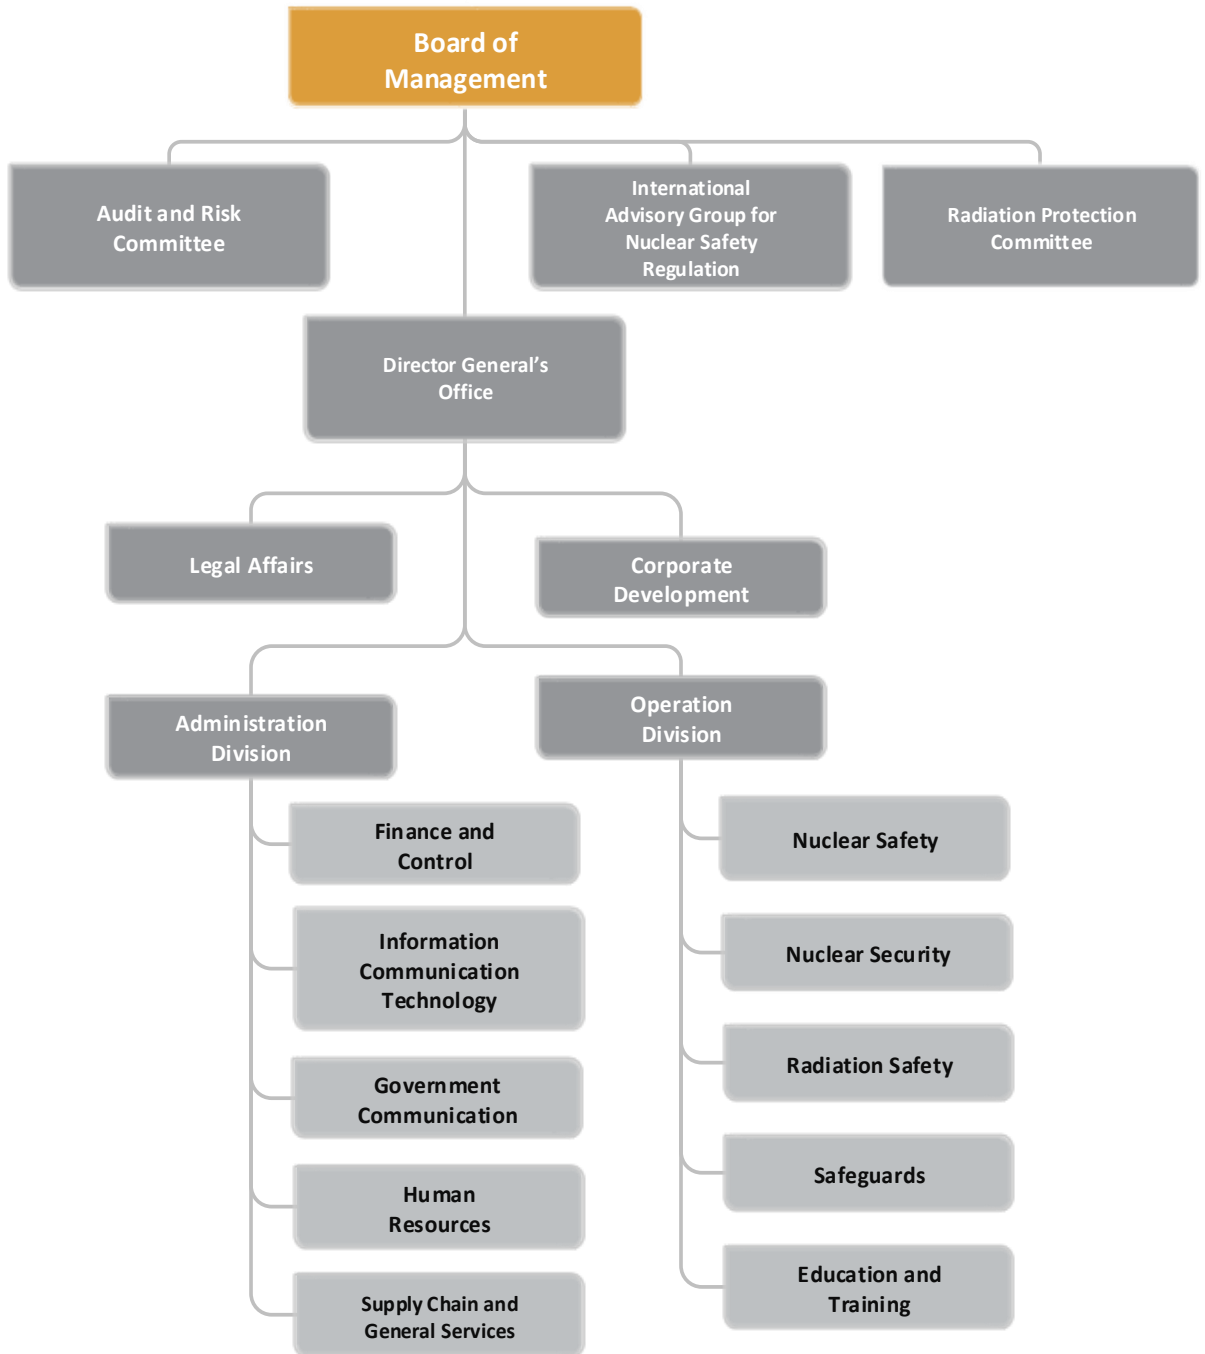 Board of
Management
Audit and Risk
Committee
International
Advisory Group for
Nuclear Safety
Regulation
Radiation Protection
Committee
Director General’s
Office
Legal Affairs
Corporate
Development
Administration
Division
Operation
Division
Finance and
Control
Information
Communication
Technology
Government
Communication
Human
Resources
Supply Chain and
General Services
Nuclear Safety
Nuclear Security
Radiation Safety
Safeguards
Education and
Training